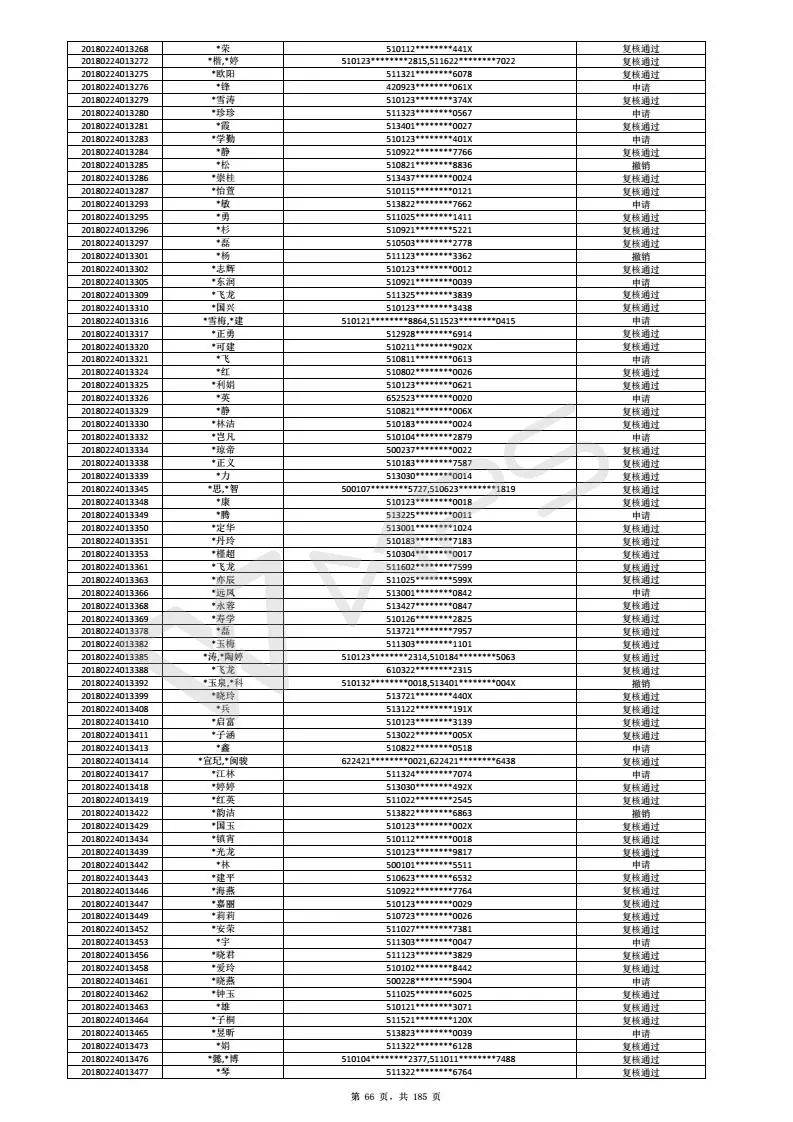 20180224013268 *荣 510112********441X 复核通过
20180224013272 *楷,*婷 510123********2815,511622********7022 复核通过
20180224013275 *欧阳 511321********6078 复核通过
20180224013276 *锋 420923********061X 申请
20180224013279 *雪涛 510123********374X 复核通过
20180224013280 *珍珍 511323********0567 申请
20180224013281 *霞 513401********0027 复核通过
20180224013283 *学勤 510123********401X 申请
20180224013284 *静 510922********7766 复核通过
20180224013285 *松 510821********8836 撤销
20180224013286 *崇桂 513437********0024 复核通过
20180224013287 *怡萱 510115********0121 复核通过
20180224013293 *敏 513822********7662 申请
20180224013295 *勇 511025********1411 复核通过
20180224013296 *杉 510921********5221 复核通过
20180224013297 *磊 510503********2778 复核通过
20180224013301 *杨 511123********3362 撤销
20180224013302 *志辉 510123********0012 复核通过
20180224013305 *东润 510921********0039 申请
20180224013309 *飞龙 511325********3839 复核通过
20180224013310 *国兴 510123********3438 复核通过
20180224013316 *雪梅,*建 510121********8864,511523********0415 申请
20180224013317 *正勇 512928********6914 复核通过
20180224013320 *可建 510211********902X 复核通过
20180224013321 *飞 510811********0613 申请
20180224013324 *红 510802********0026 复核通过
20180224013325 *利娟 510123********0621 复核通过
20180224013326 *英 652523********0020 申请
20180224013329 *静 510821********006X 复核通过
20180224013330 *林洁 510183********0024 复核通过
20180224013332 *岂凡 510104********2879 申请
20180224013334 *琼帝 500237********0022 复核通过
20180224013338 *正义 510183********7587 复核通过
20180224013339 *力 513030********0014 复核通过
20180224013345 *思,*智 500107********5727,510623********1819 复核通过
20180224013348 *康 510123********0018 复核通过
20180224013349 *腾 513225********0011 申请
20180224013350 *定华 513001********1024 复核通过
20180224013351 *丹玲 510183********7183 复核通过
20180224013353 *槿超 510304********0017 复核通过
20180224013361 *飞龙 511602********7599 复核通过
20180224013363 *亦辰 511025********599X 复核通过
20180224013366 *远凤 513001********0842 申请
20180224013368 *永蓉 513427********0847 复核通过
20180224013369 *寿学 510126********2825 复核通过
20180224013378 *磊 513721********7957 复核通过
20180224013382 *玉梅 511303********1101 复核通过
20180224013385 *涛,*陶婷 510123********2314,510184********5063 复核通过
20180224013388 *飞龙 610322********2315 复核通过
20180224013392 *玉泉,*科 510132********0018,513401********004X 撤销
20180224013399 *晓玲 513721********440X 复核通过
20180224013408 *兵 513122********191X 复核通过
20180224013410 *启富 510123********3139 复核通过
20180224013411 *子涵 513022********005X 复核通过
20180224013413 *鑫 510822********0518 申请
20180224013414 *宣玘,*闽骏 622421********0021,622421********6438 复核通过
20180224013417 *江林 511324********7074 申请
20180224013418 *婷婷 513030********492X 复核通过
20180224013419 *红英 511022********2545 复核通过
20180224013422 *韵洁 513822********6863 撤销
20180224013429 *国玉 510123********002X 复核通过
20180224013434 *镇宵 510112********0018 复核通过
20180224013439 *光龙 510123********9817 复核通过
20180224013442 *林 500101********5511 申请
20180224013443 *建平 510623********6532 复核通过
20180224013446 *海燕 510922********7764 复核通过
20180224013447 *嘉丽 510123********0029 复核通过
20180224013449 *莉莉 510723********0026 复核通过
20180224013452 *安荣 511027********7381 复核通过
20180224013453 *宇 511303********0047 申请
20180224013456 *晓君 511123********3829 复核通过
20180224013458 *爱玲 510102********8442 复核通过
20180224013461 *晓燕 500228********5904 申请
20180224013462 *钟玉 511025********6025 复核通过
20180224013463 *雄 510121********3071 复核通过
20180224013464 *子桐 511521********120X 复核通过
20180224013465 *昱昕 513823********0039 申请
20180224013473 *娟 511322********6128 复核通过
20180224013476 *懿,*博 510104********2377,511011********7488 复核通过
20180224013477 *琴 511322********6764 复核通过
第 66 页，共 185 页